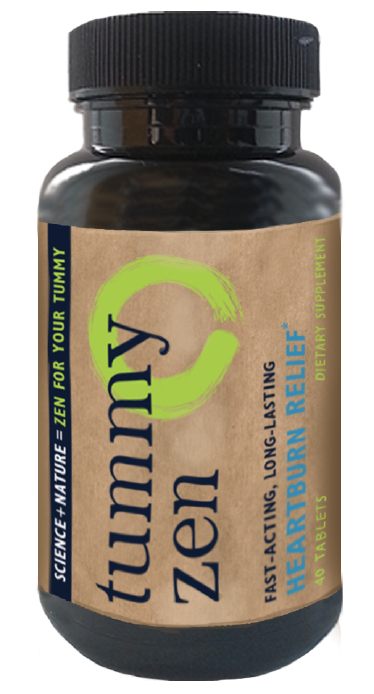 SCIENCE+NATURE = ZEN FOR YOUR TUMMY
tummy
zen
FAST-ACTING, LONG-LASTING
HEARTBURN RELIEF*
40 TABLETS DIETARY SUPPLEMENT